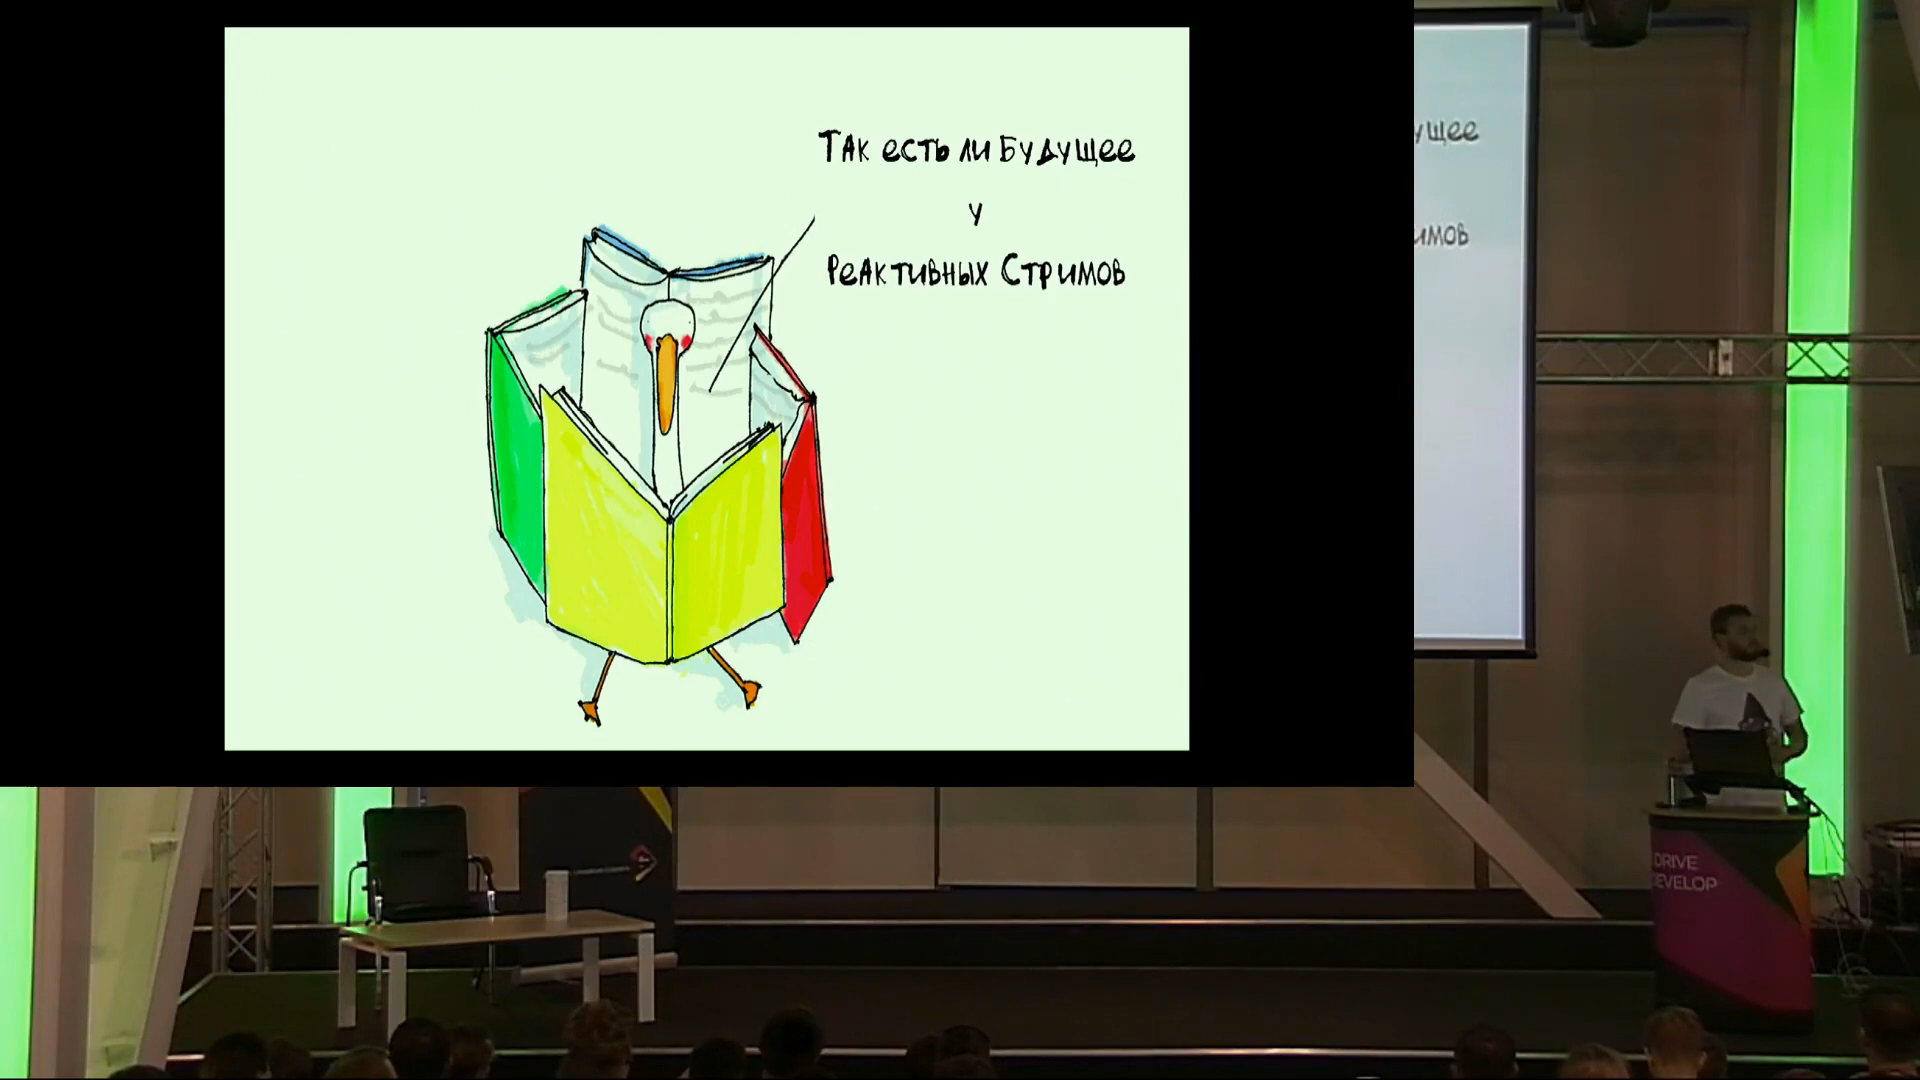 Так есть ли Будущее
у
Реактивных Стримов
ущее
имов
DRIVE
DEVELOP